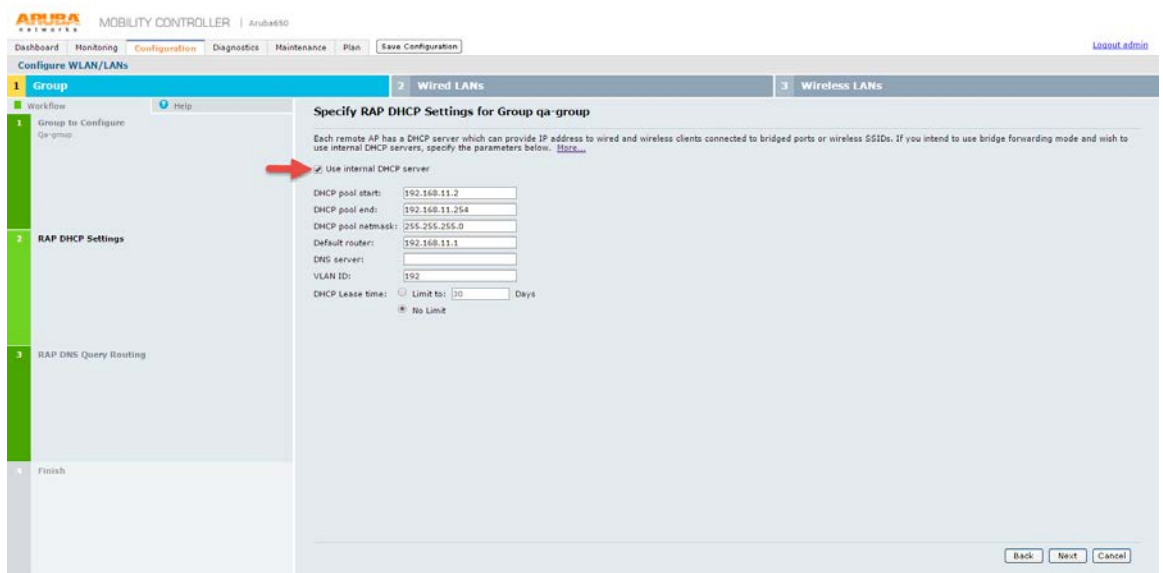 ARUBA
networks
MOBILITY CONTROLLER | Aruba650
Dashboard Monitoring Configuration Diagnostics Maintenance Plan Save Configuration Logout admin
Configure WLAN/LANs
1 Group
2 Wired LANs
3 Wireless LANs
Workflow
Help
1 Group to Configure
Qa-group
2 RAP DHCP Settings
3 RAP DNS Query Routing
4 Finish
Specify RAP DHCP Settings for Group qa-group
Each remote AP has a DHCP server which can provide IP address to wired and wireless clients connected to bridged ports or wireless SSIDs. If you intend to use bridge forwarding mode and wish to
use internal DHCP servers, specify the parameters below. More...
Use internal DHCP server
DHCP pool start: 192.168.11.2
DHCP pool end: 192.168.11.254
DHCP pool netmask: 255.255.255.0
Default router: 192.168.11.1
DNS server:
VLAN ID: 192
DHCP Lease time: Limit to: 30 Days
No Limit
Back Next Cancel